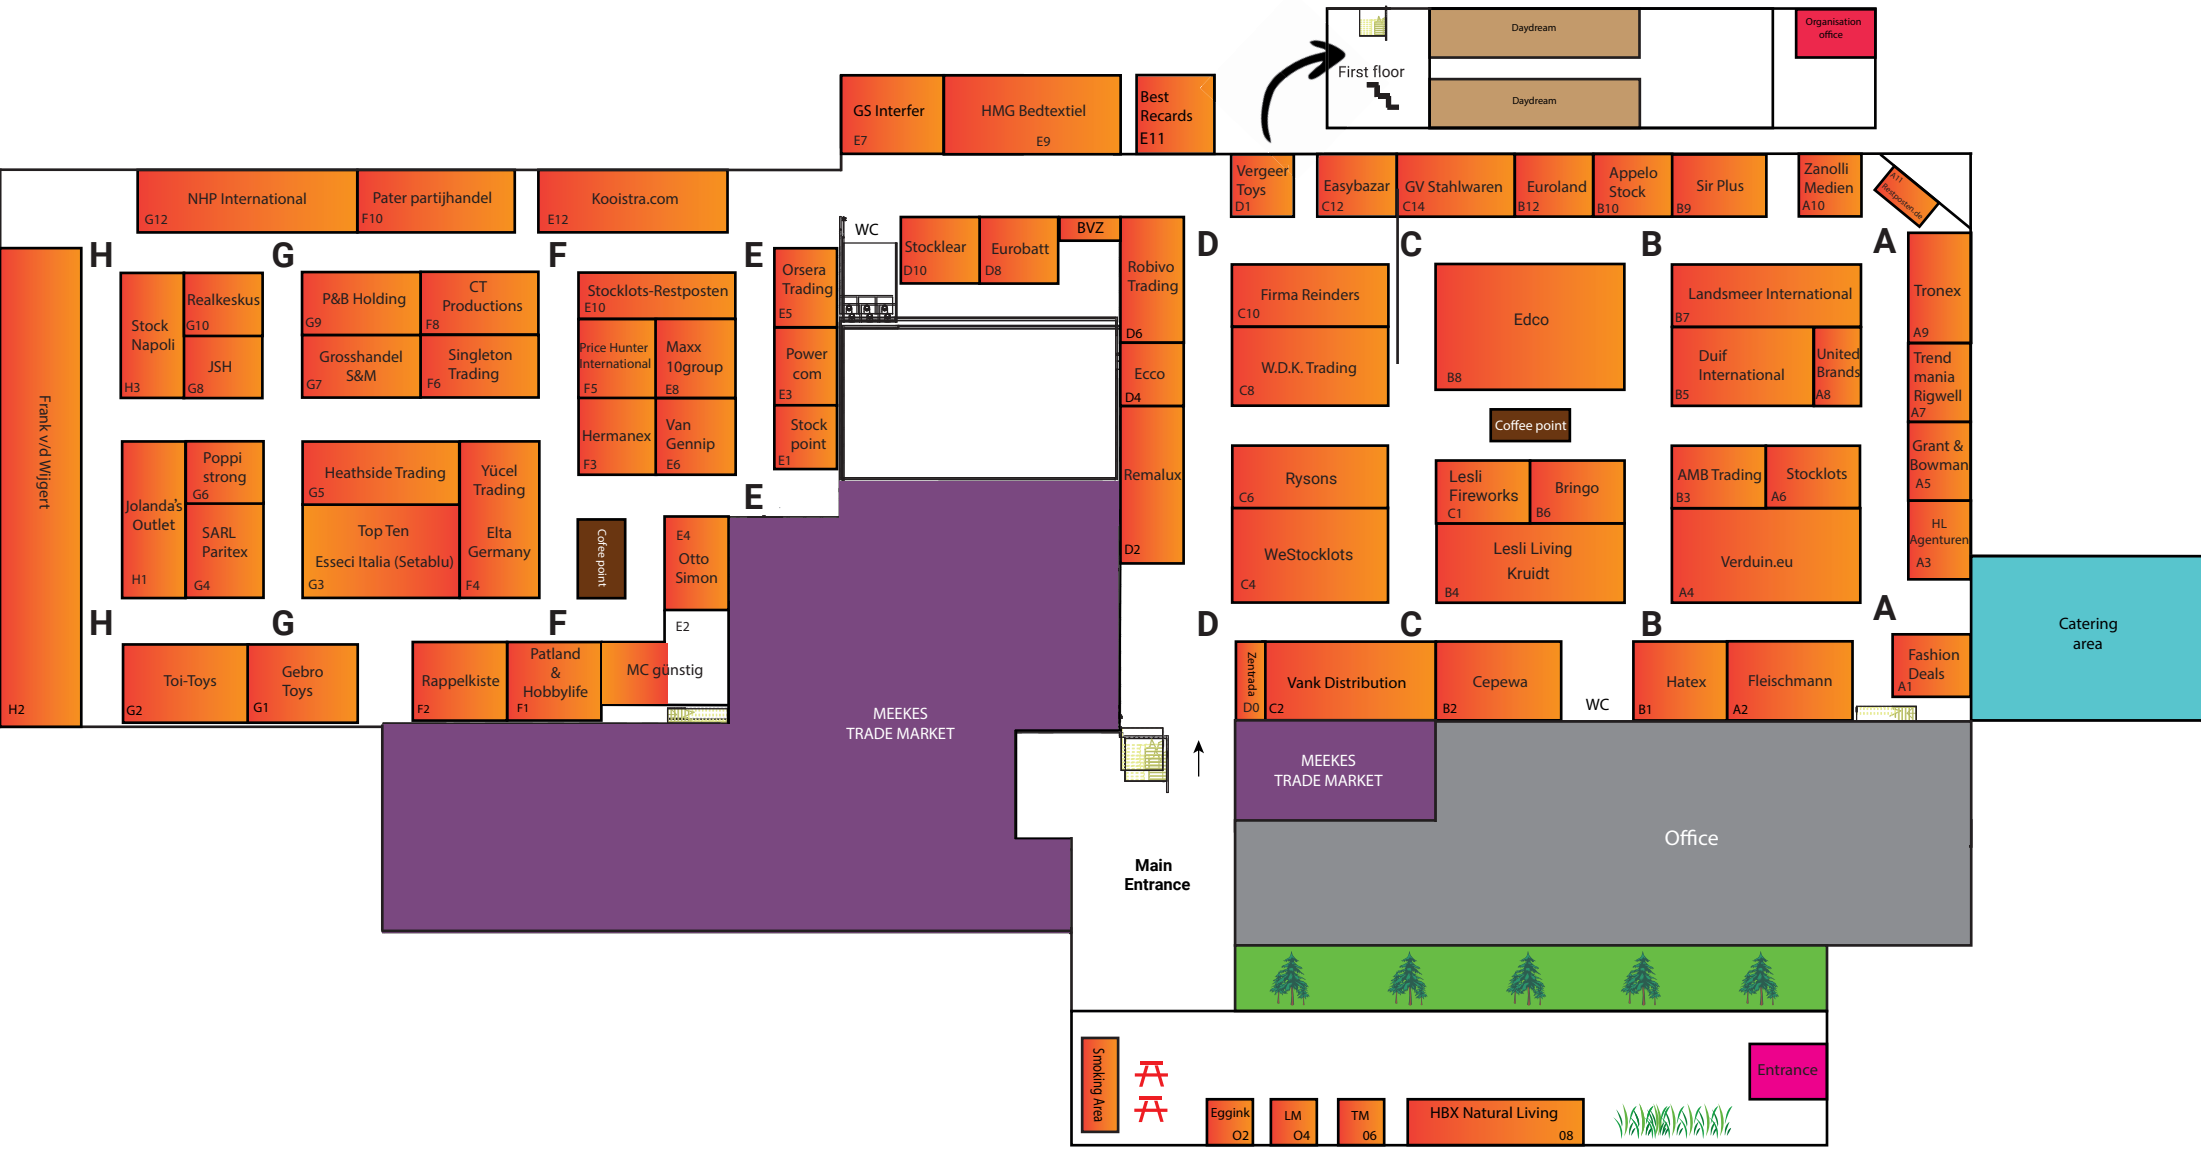 Daydream
Organisation
office
First floor
Daydream
GS Interfer
E7
HMG Bedtextiel
E9
Best
Recards
E11
NHP International
G12
Pater partijhandel
F10
Kooistra.com
E12
Vergeer
Toys
D1
Easybazar
C12
GV Stahlwaren
C14
Euroland
B12
Appelo
Stock
B10
Sir Plus
B9
Zanolli
Medien
A10
A11
Restposten.de
WC
Stocklear
D10
Eurobatt
D8
BVZ
H
G
F
E
D
C
B
A
Frank v/d Wijgert
H2
Stock
Napoli
H3
Realkeskus
G10
JSH
G8
P&B Holding
G9
CT
Productions
F8
Grosshandel
S&M
G7
Singleton
Trading
F6
Stocklots-Restposten
E10
Price Hunter
International
F5
Maxx
10group
E8
Hermanex
F3
Van
Gennip
E6
Orsera
Trading
E5
Power
com
E3
Stock
point
E1
Robivo
Trading
D6
Ecco
D4
Remalux
D2
Firma Reinders
C10
W.D.K. Trading
C8
Edco
B8
Coffee point
Landsmeer International
B7
Duif
International
B5
United
Brands
A8
Tronex
A9
Trend
mania
Rigwell
A7
Grant &
Bowman
A5
HL
Agenturen
A3
Jolanda's
Outlet
H1
Poppi
strong
G6
SARL
Paritex
G4
Heathside Trading
G5
Top Ten
Esseci Italia (Setablu)
G3
Yücel
Trading
Elta
Germany
F4
Cofee point
E
E4
Otto
Simon
E2
Rysons
C6
WeStocklots
C4
Lesli
Fireworks
C1
Bringo
B6
Lesli Living
Kruidt
B4
AMB Trading
B3
Stocklots
A6
Verduin.eu
A4
Catering
area
H
G
F
D
C
B
A
Toi-Toys
G2
Gebro
Toys
G1
Rappelkiste
F2
Patland
&
Hobbylife
F1
MC günstig
Zentrada
D0
Vank Distribution
C2
Cepewa
B2
WC
Hatex
B1
Fleischmann
A2
Fashion
Deals
A1
MEEKES
TRADE MARKET
MEEKES
TRADE MARKET
Office
Main
Entrance
Smoking Area
Entrance
Eggink
O2
LM
O4
TM
06
HBX Natural Living
08